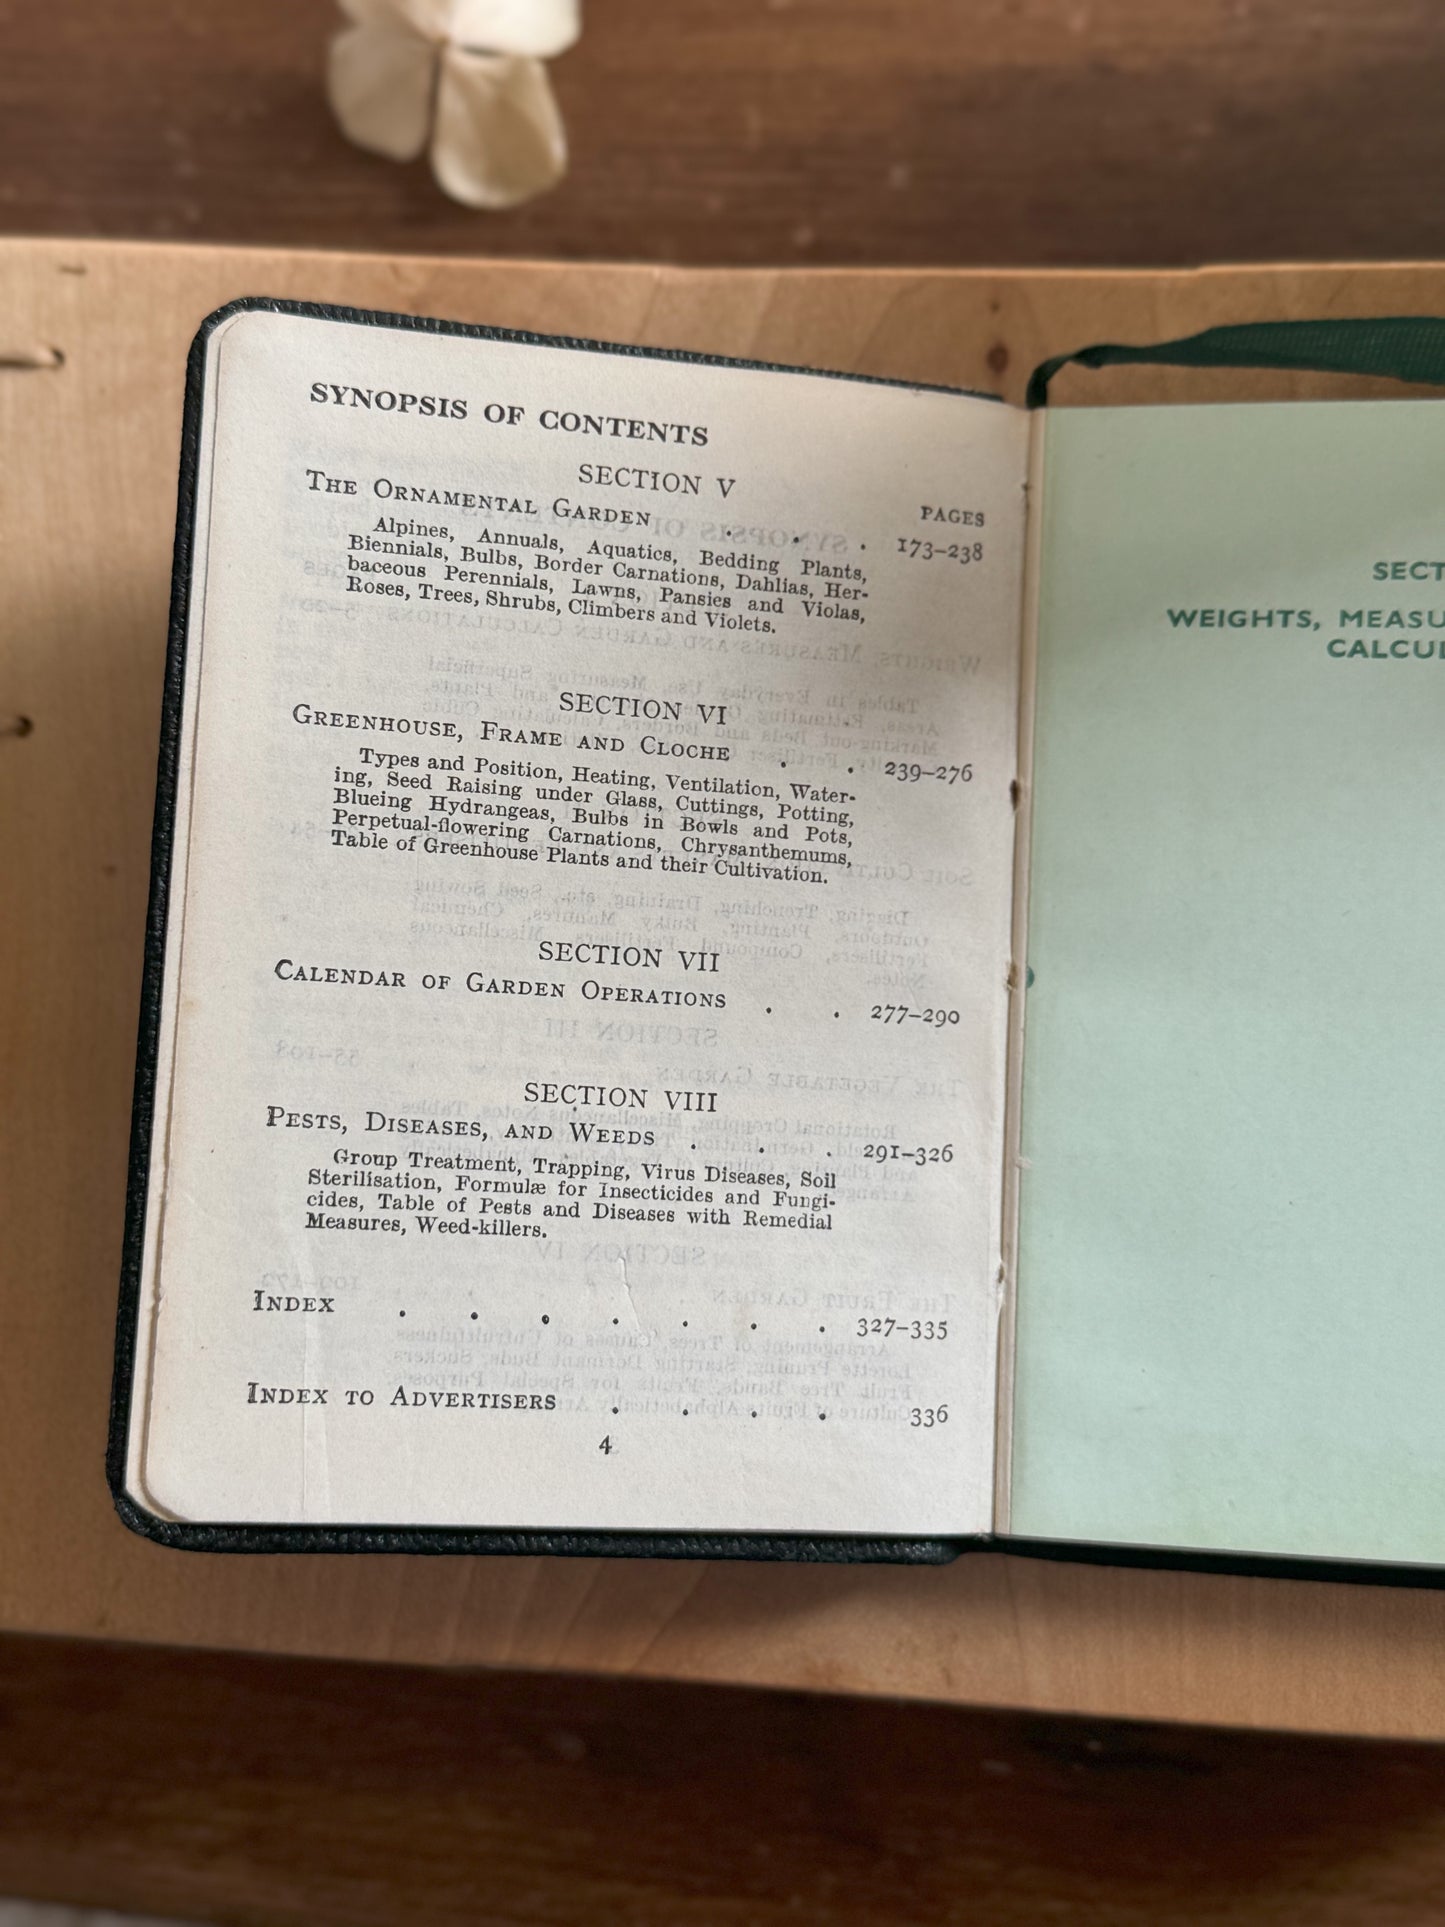 SYNOPSIS OF CONTENTS
SECTION V
PAGES
THE ORNAMENTAL GARDEN . . . 173–238
Alpines, Annuals, Aquatics, Bedding Plants,
Biennials, Bulbs, Border Carnations, Dahlias, Her-
baceous Perennials, Lawns, Pansies and Violas,
Roses, Trees, Shrubs, Climbers and Violets.
SECTION VI
GREENHOUSE, FRAME AND CLOCHE . . 239–276
Types and Position, Heating, Ventilation, Water-
ing, Seed Raising under Glass, Cuttings, Potting,
Blueing Hydrangeas, Bulbs in Bowls and Pots,
Perpetual-flowering Carnations, Chrysanthemums,
Table of Greenhouse Plants and their Cultivation.
SECTION VII
CALENDAR OF GARDEN OPERATIONS . . 277–290
SECTION VIII
PESTS, DISEASES, AND WEEDS . . . 291–326
Group Treatment, Trapping, Virus Diseases, Soil
Sterilisation, Formulæ for Insecticides and Fungi-
cides, Table of Pests and Diseases with Remedial
Measures, Weed-killers.
INDEX . . . . . . . 327–335
INDEX TO ADVERTISERS . . . . 336
4
SECT
WEIGHTS, MEASU
CALCUL